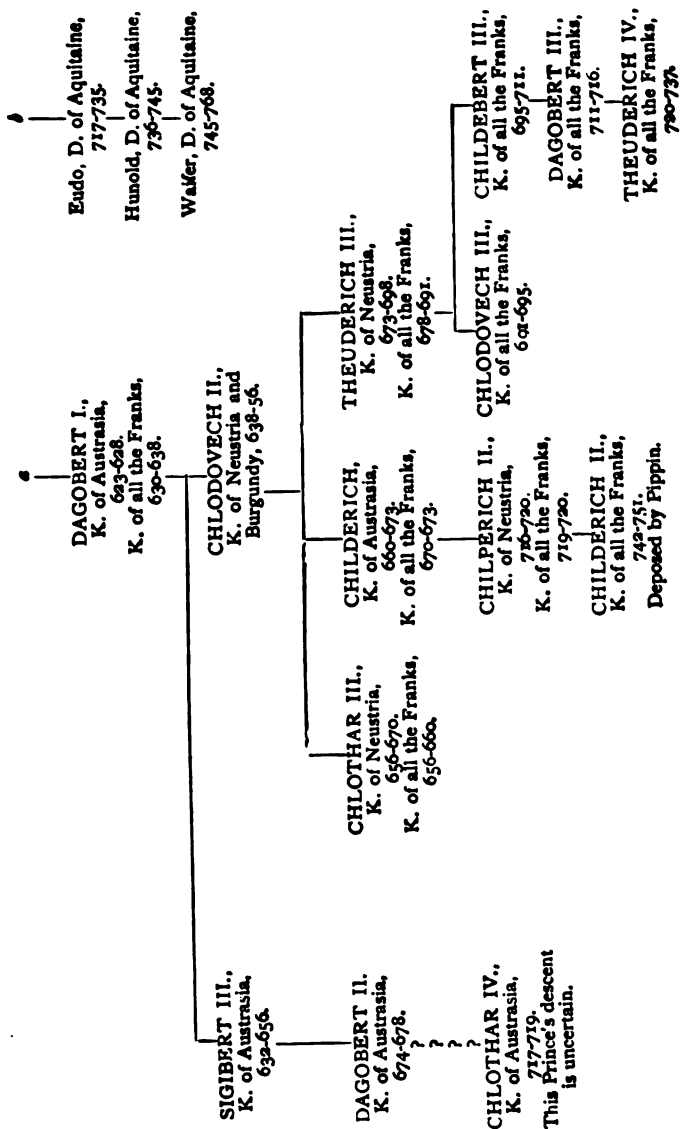 a
DAGOBERT I.,
K. of Austrasia,
623-628.
K. of all the Franks,
630-638.
b
Eudo, D. of Aquitaine,
717-735.
Hunold, D. of Aquitaine,
736-745.
Waifer, D. of Aquitaine,
745-768.
SIGIBERT III.,
K. of Austrasia,
632-656.
CHLODOVECH II.,
K. of Neustria and
Burgundy, 638-56.
DAGOBERT II.
K. of Austrasia,
674-678.
?
?
?
?
CHLOTHAR IV.,
K. of Austrasia,
717-719.
This Prince's descent
is uncertain.
CHLOTHAR III.,
K. of Neustria,
656-670.
K. of all the Franks,
656-660.
CHILDERICH,
K. of Austrasia,
660-673.
K. of all the Franks,
670-673.
CHILPERICH II.,
K. of Neustria,
716-720.
K. of all the Franks,
719-720.
CHILDERICH II.,
K. of all the Franks,
742-751.
Deposed by Pippin.
THEUDERICH III.,
K. of Neustria,
673-698.
K. of all the Franks,
678-691.
CHLODOVECH III.,
K. of all the Franks,
691-695.
CHILDEBERT III.,
K. of all the Franks,
695-711.
DAGOBERT III.,
K. of all the Franks,
711-716.
THEUDERICH IV.,
K. of all the Franks,
720-737.